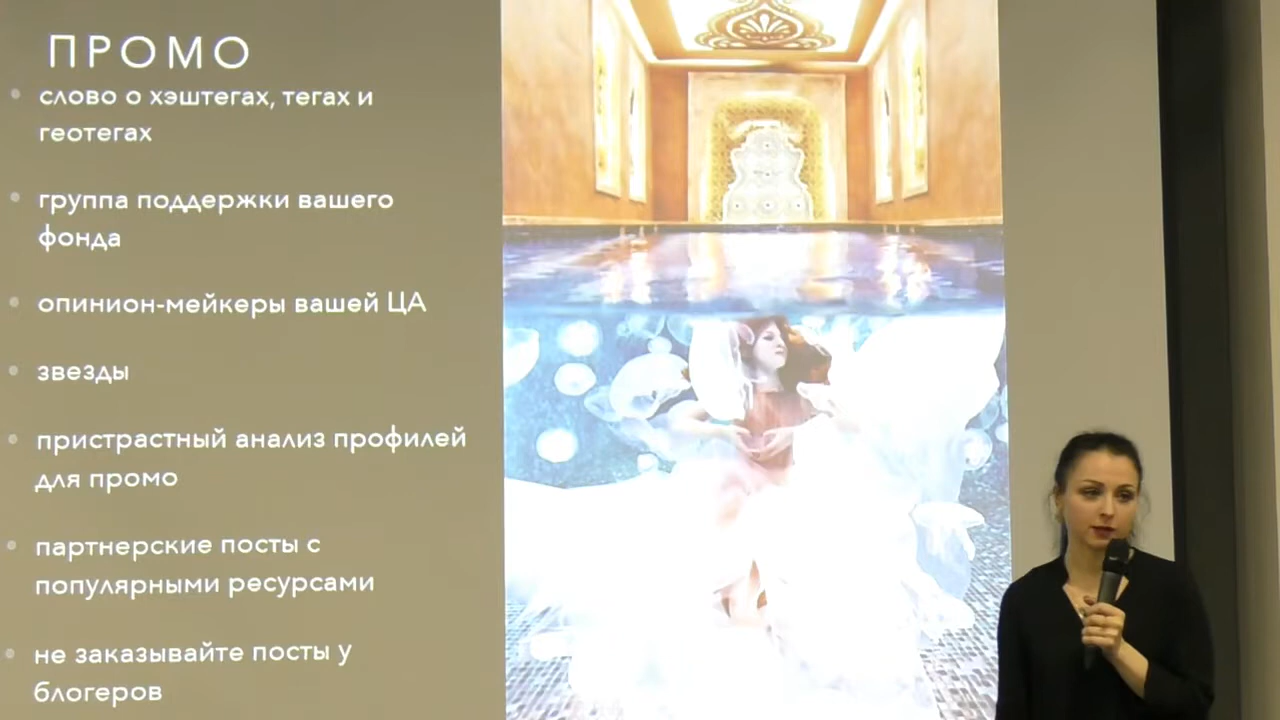 ПРОМО
слово о хэштегах, тегах и
геотегах
группа поддержки вашего
фонда
опинион-мейкеры вашей ЦА
звезды
пристрастный анализ профилей
для промо
партнерские посты с
популярными ресурсами
не заказывайте посты у
блогеров